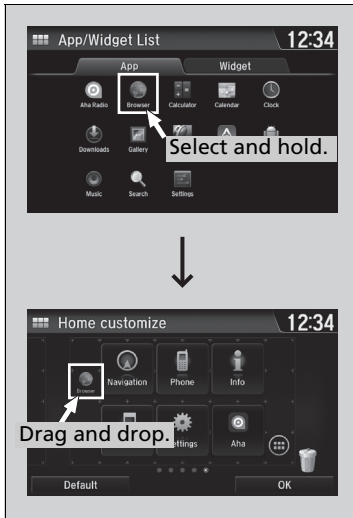 App/Widget List 12:34
App Widget
Aha Radio Browser Calculator Calendar Clock
Select and hold.
Downloads Gallery
Music Search Settings
Home customize 12:34
Navigation Phone Info
Browser
Drag and drop.
ettings Aha
Default OK